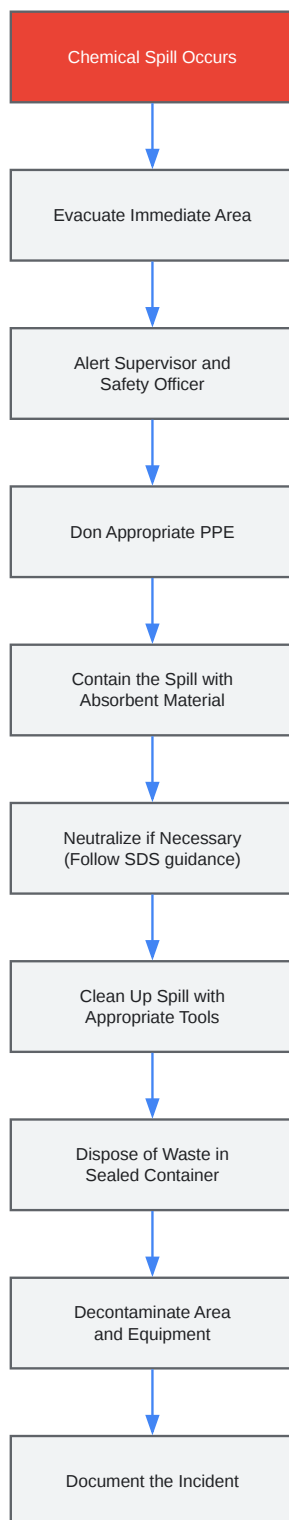 Chemical Spill Occurs
Evacuate Immediate Area
Alert Supervisor and
Safety Officer
Don Appropriate PPE
Contain the Spill with
Absorbent Material
Neutralize if Necessary
(Follow SDS guidance)
Clean Up Spill with
Appropriate Tools
Dispose of Waste in
Sealed Container
Decontaminate Area
and Equipment
Document the Incident